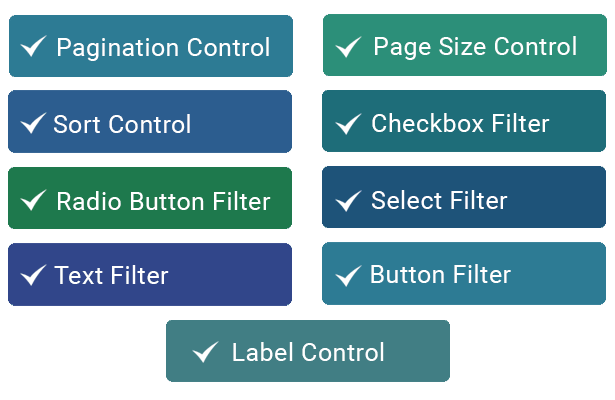 Pagination Control
Page Size Control
Sort Control
Checkbox Filter
Radio Button Filter
Select Filter
Text Filter
Button Filter
Label Control